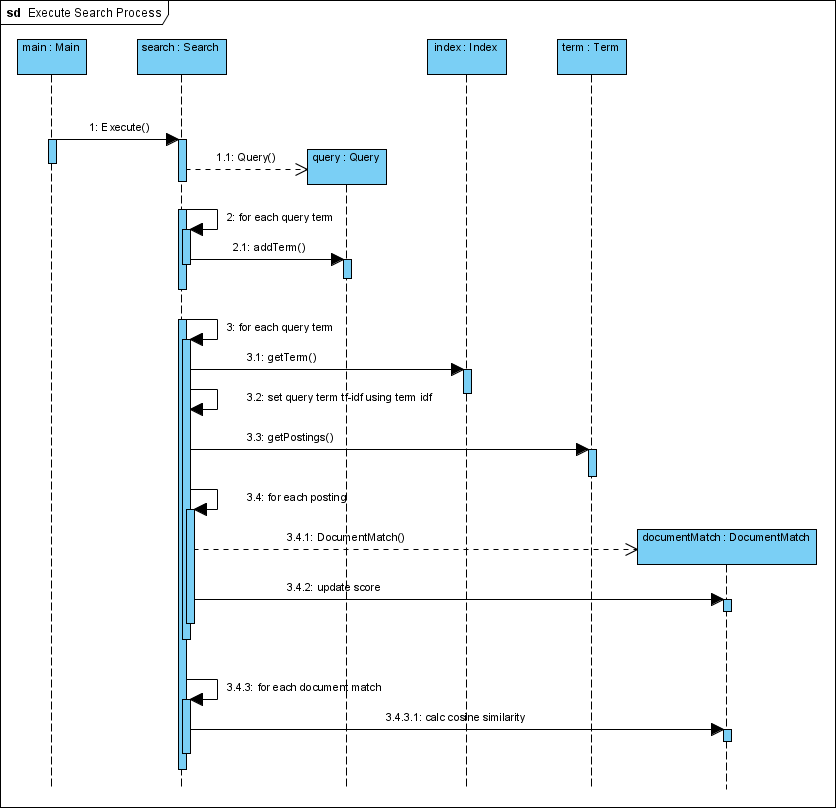 sd Execute Search Process
main : Main
search : Search
index : Index
term : Term
1: Execute()
1.1: Query()
query : Query
2: for each query term
2.1: addTerm()
3: for each query term
3.1: getTerm()
3.2: set query term tf-idf using term idf
3.3: getPostings()
3.4: for each posting
3.4.1: DocumentMatch()
documentMatch : DocumentMatch
3.4.2: update score
3.4.3: for each document match
3.4.3.1: calc cosine similarity